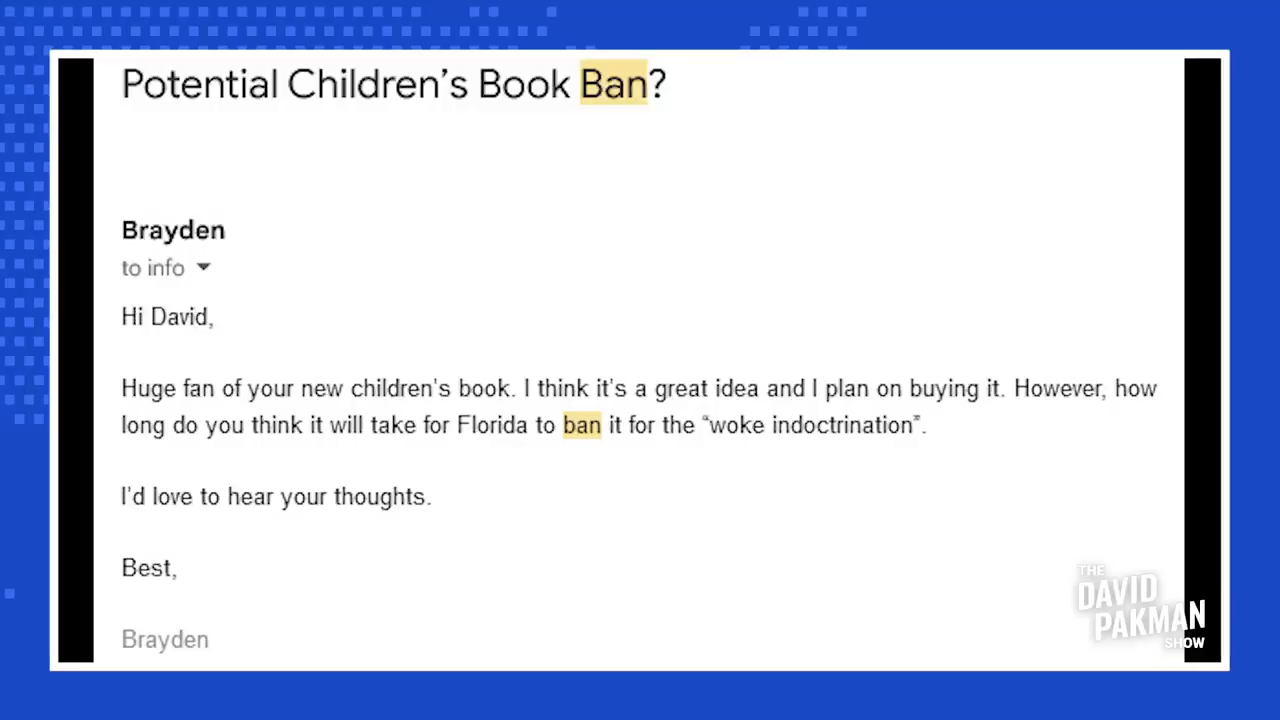 Potential Children's Book Ban?
Brayden
to info
Hi David,
Huge fan of your new children's book. I think it's a great idea and I plan on buying it. However, how
long do you think it will take for Florida to ban it for the “woke indoctrination”.
I'd love to hear your thoughts.
Best,
Brayden
THE
DAVID
PAKMAN
SHOW